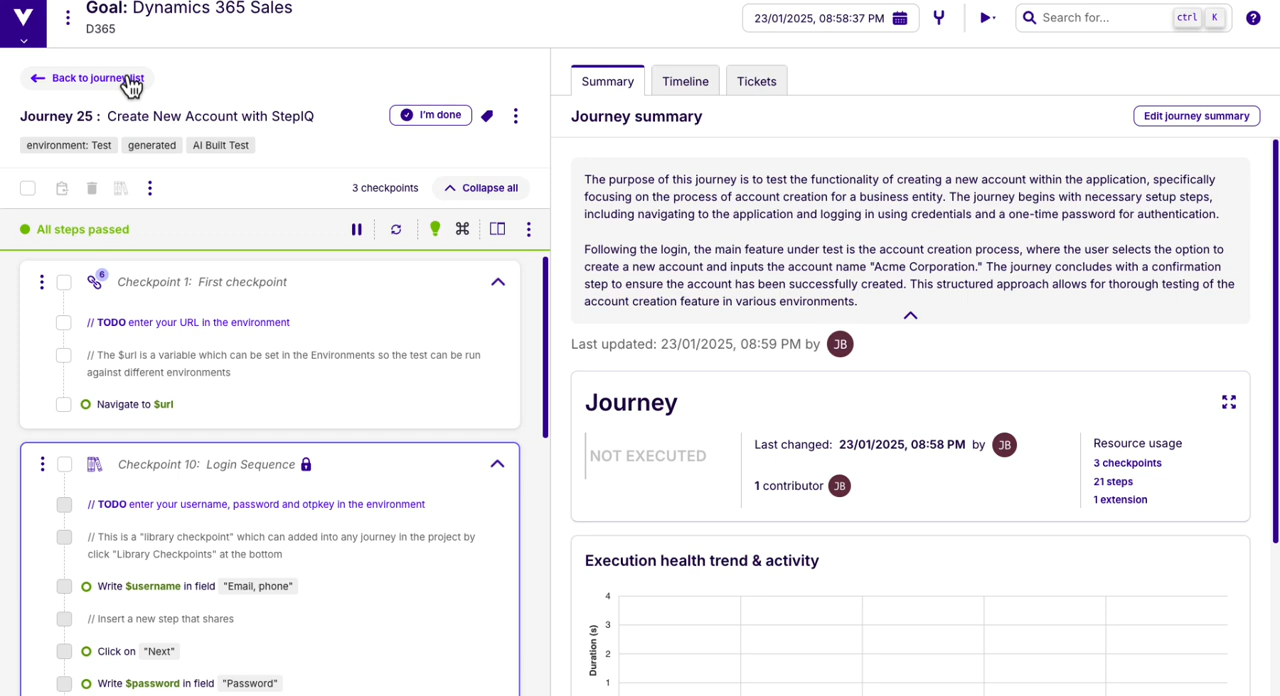 Goal: Dynamics 365 Sales
D365
23/01/2025, 08:58:37 PM
Search for...
ctrl
K
?
Back to journey list
Journey 25 : Create New Account with StepIQ
I'm done
environment: Test
generated
AI Built Test
3 checkpoints
Collapse all
All steps passed
6
Checkpoint 1: First checkpoint
// TODO enter your URL in the environment
// The $url is a variable which can be set in the Environments so the test can be run
against different environments
Navigate to $url
Checkpoint 10: Login Sequence
// TODO enter your username, password and otpkey in the environment
// This is a "library checkpoint" which can added into any journey in the project by
click "Library Checkpoints" at the bottom
Write $username in field "Email, phone"
// Insert a new step that shares
Click on "Next"
Write $password in field "Password"
Summary
Timeline
Tickets
Journey summary
Edit journey summary
The purpose of this journey is to test the functionality of creating a new account within the application, specifically
focusing on the process of account creation for a business entity. The journey begins with necessary setup steps,
including navigating to the application and logging in using credentials and a one-time password for authentication.
Following the login, the main feature under test is the account creation process, where the user selects the option to
create a new account and inputs the account name "Acme Corporation." The journey concludes with a confirmation
step to ensure the account has been successfully created. This structured approach allows for thorough testing of the
account creation feature in various environments.
Last updated: 23/01/2025, 08:59 PM by JB
Journey
NOT EXECUTED
Last changed: 23/01/2025, 08:58 PM by JB
1 contributor JB
Resource usage
3 checkpoints
21 steps
1 extension
Execution health trend & activity
Duration (s)
4
3
2
1